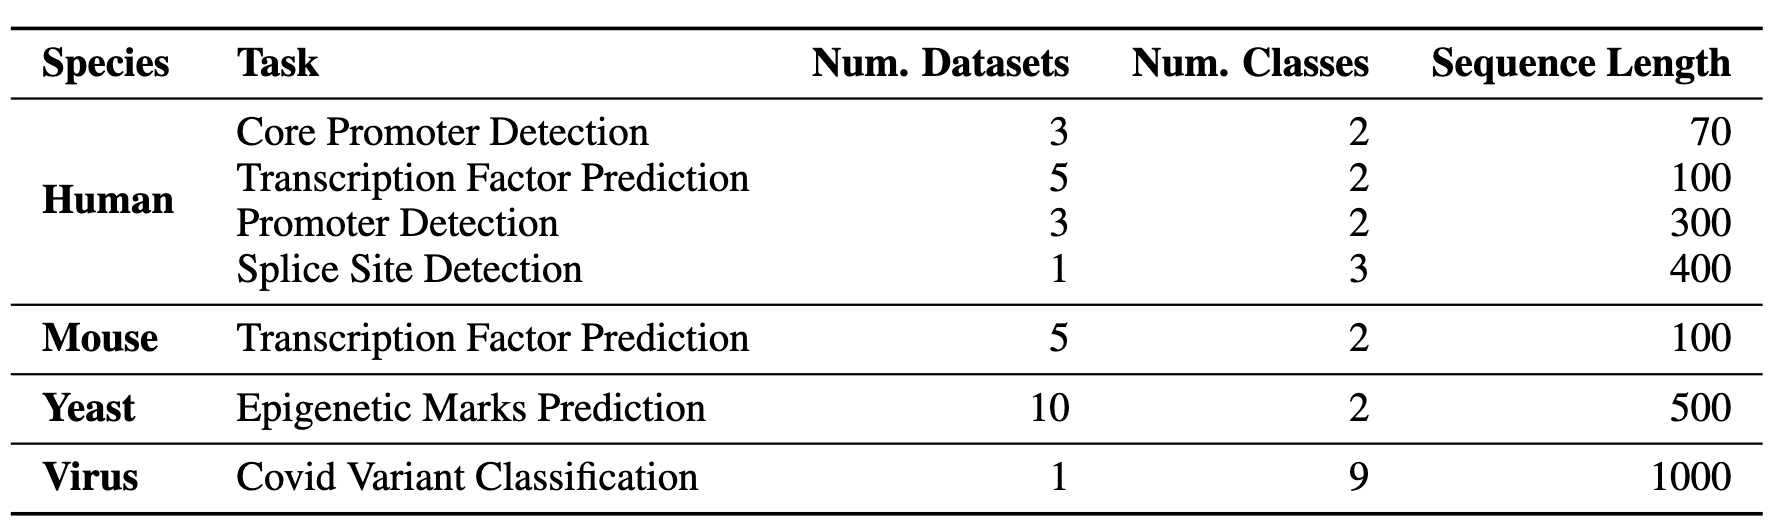 Species Task Num. Datasets Num. Classes Sequence Length
Human
Core Promoter Detection 3 2 70
Transcription Factor Prediction 5 2 100
Promoter Detection 3 2 300
Splice Site Detection 1 3 400
Mouse Transcription Factor Prediction 5 2 100
Yeast Epigenetic Marks Prediction 10 2 500
Virus Covid Variant Classification 1 9 1000